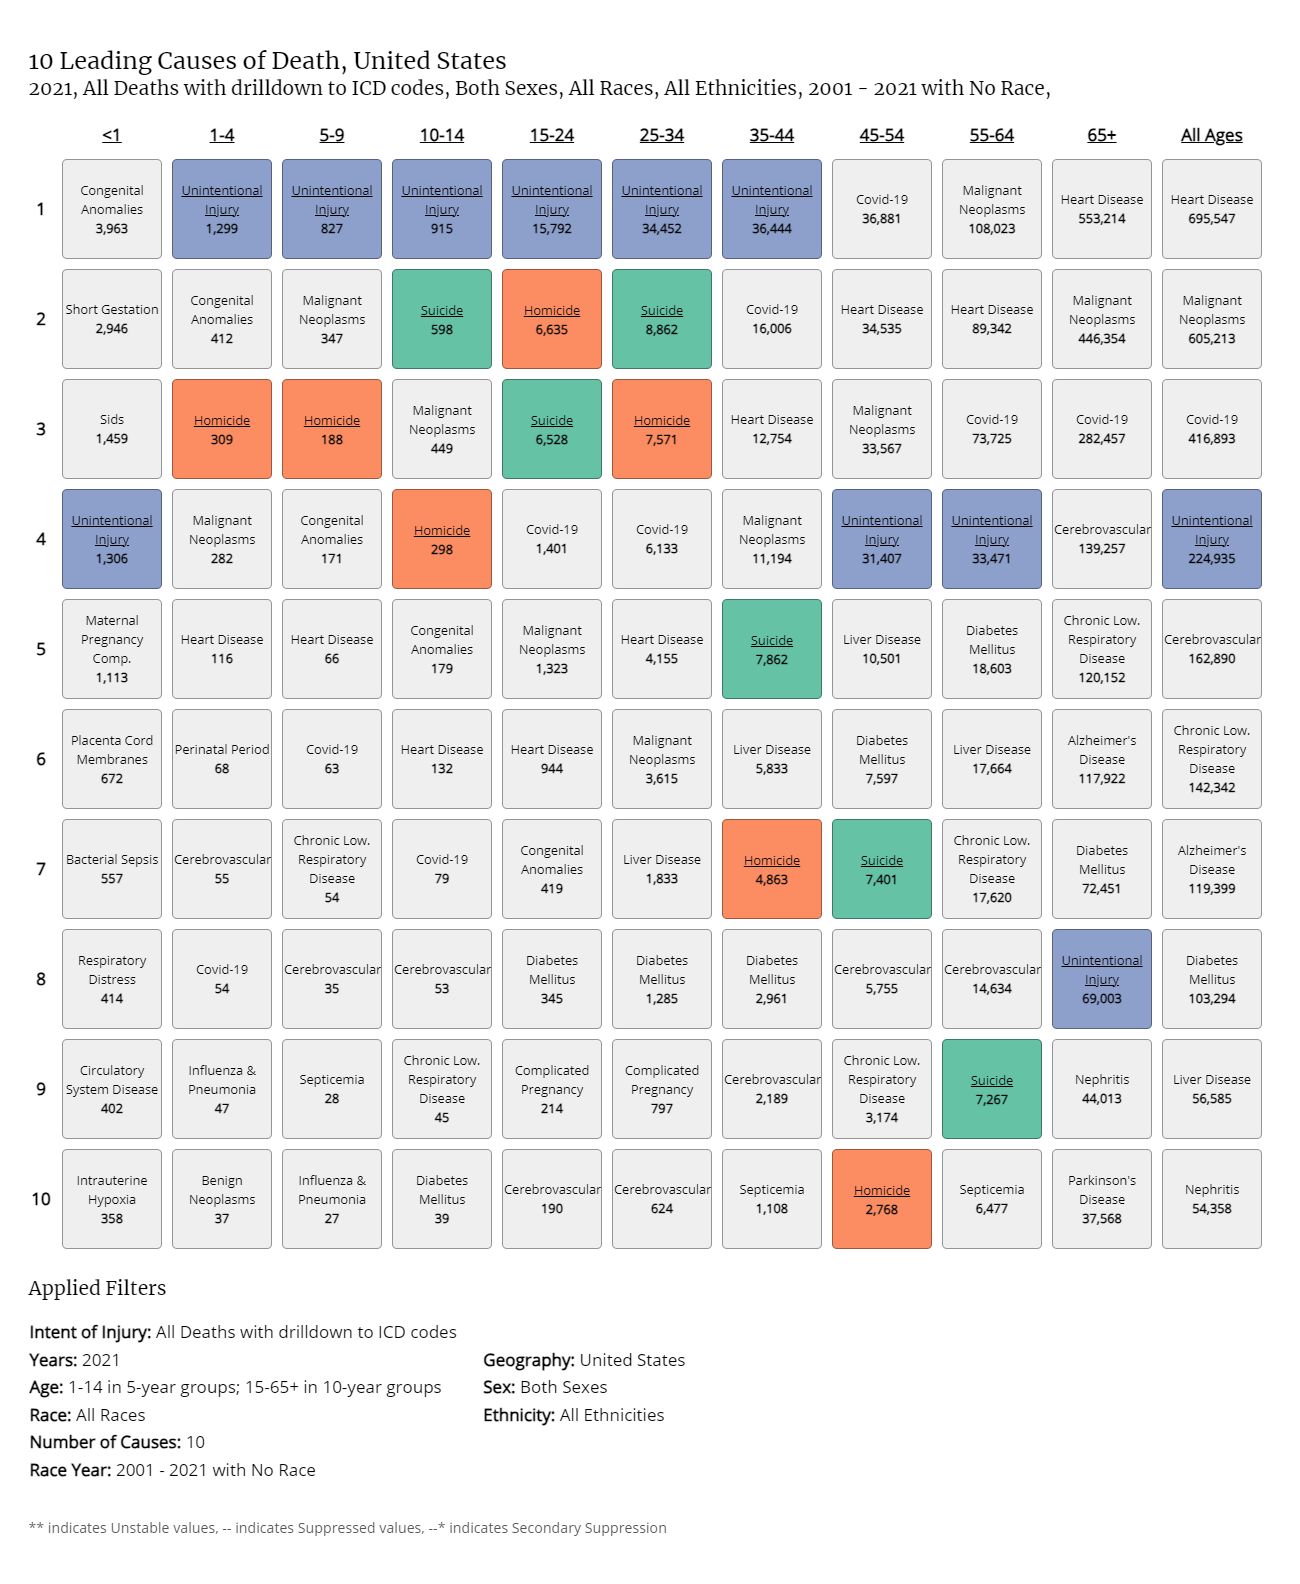 10 Leading Causes of Death, United States
2021, All Deaths with drilldown to ICD codes, Both Sexes, All Races, All Ethnicities, 2001 - 2021 with No Race,
<1 1-4 5-9 10-14 15-24 25-34 35-44 45-54 55-64 65+ All Ages
1
Congenital
Anomalies
3,963
Unintentional
Injury
1,299
Unintentional
Injury
827
Unintentional
Injury
915
Unintentional
Injury
15,792
Unintentional
Injury
34,452
Unintentional
Injury
36,444
Covid-19
36,881
Malignant
Neoplasms
108,023
Heart Disease
553,214
Heart Disease
695,547
2
Short Gestation
2,946
Congenital
Anomalies
412
Malignant
Neoplasms
347
Suicide
598
Homicide
6,635
Suicide
8,862
Covid-19
16,006
Heart Disease
34,535
Heart Disease
89,342
Malignant
Neoplasms
446,354
Malignant
Neoplasms
605,213
3
Sids
1,459
Homicide
309
Homicide
188
Malignant
Neoplasms
449
Suicide
6,528
Homicide
7,571
Heart Disease
12,754
Malignant
Neoplasms
33,567
Covid-19
73,725
Covid-19
282,457
Covid-19
416,893
4
Unintentional
Injury
1,306
Malignant
Neoplasms
282
Congenital
Anomalies
171
Homicide
298
Covid-19
1,401
Covid-19
6,133
Malignant
Neoplasms
11,194
Unintentional
Injury
31,407
Unintentional
Injury
33,471
Cerebrovascular
139,257
Unintentional
Injury
224,935
5
Maternal
Pregnancy
Comp.
1,113
Heart Disease
116
Heart Disease
66
Congenital
Anomalies
179
Malignant
Neoplasms
1,323
Heart Disease
4,155
Suicide
7,862
Liver Disease
10,501
Diabetes
Mellitus
18,603
Chronic Low.
Respiratory
Disease
120,152
Cerebrovascular
162,890
6
Placenta Cord
Membranes
672
Perinatal Period
68
Covid-19
63
Heart Disease
132
Heart Disease
944
Malignant
Neoplasms
3,615
Liver Disease
5,833
Diabetes
Mellitus
7,597
Liver Disease
17,664
Alzheimer's
Disease
117,922
Chronic Low.
Respiratory
Disease
142,342
7
Bacterial Sepsis
557
Cerebrovascular
55
Chronic Low.
Respiratory
Disease
54
Covid-19
79
Congenital
Anomalies
419
Liver Disease
1,833
Homicide
4,863
Suicide
7,401
Chronic Low.
Respiratory
Disease
17,620
Diabetes
Mellitus
72,451
Alzheimer's
Disease
119,399
8
Respiratory
Distress
414
Covid-19
54
Cerebrovascular
35
Cerebrovascular
53
Diabetes
Mellitus
345
Diabetes
Mellitus
1,285
Diabetes
Mellitus
2,961
Cerebrovascular
5,755
Cerebrovascular
14,634
Unintentional
Injury
69,003
Diabetes
Mellitus
103,294
9
Circulatory
System Disease
402
Influenza &
Pneumonia
47
Septicemia
28
Chronic Low.
Respiratory
Disease
45
Complicated
Pregnancy
214
Complicated
Pregnancy
797
Cerebrovascular
2,189
Chronic Low.
Respiratory
Disease
3,174
Suicide
7,267
Nephritis
44,013
Liver Disease
56,585
10
Intrauterine
Hypoxia
358
Benign
Neoplasms
37
Influenza &
Pneumonia
27
Diabetes
Mellitus
39
Cerebrovascular
190
Cerebrovascular
624
Septicemia
1,108
Homicide
2,768
Septicemia
6,477
Parkinson's
Disease
37,568
Nephritis
54,358
Applied Filters
Intent of Injury: All Deaths with drilldown to ICD codes
Years: 2021
Geography: United States
Age: 1-14 in 5-year groups; 15-65+ in 10-year groups
Sex: Both Sexes
Race: All Races
Ethnicity: All Ethnicities
Number of Causes: 10
Race Year: 2001 - 2021 with No Race
** indicates Unstable values, -- indicates Suppressed values, --* indicates Secondary Suppression